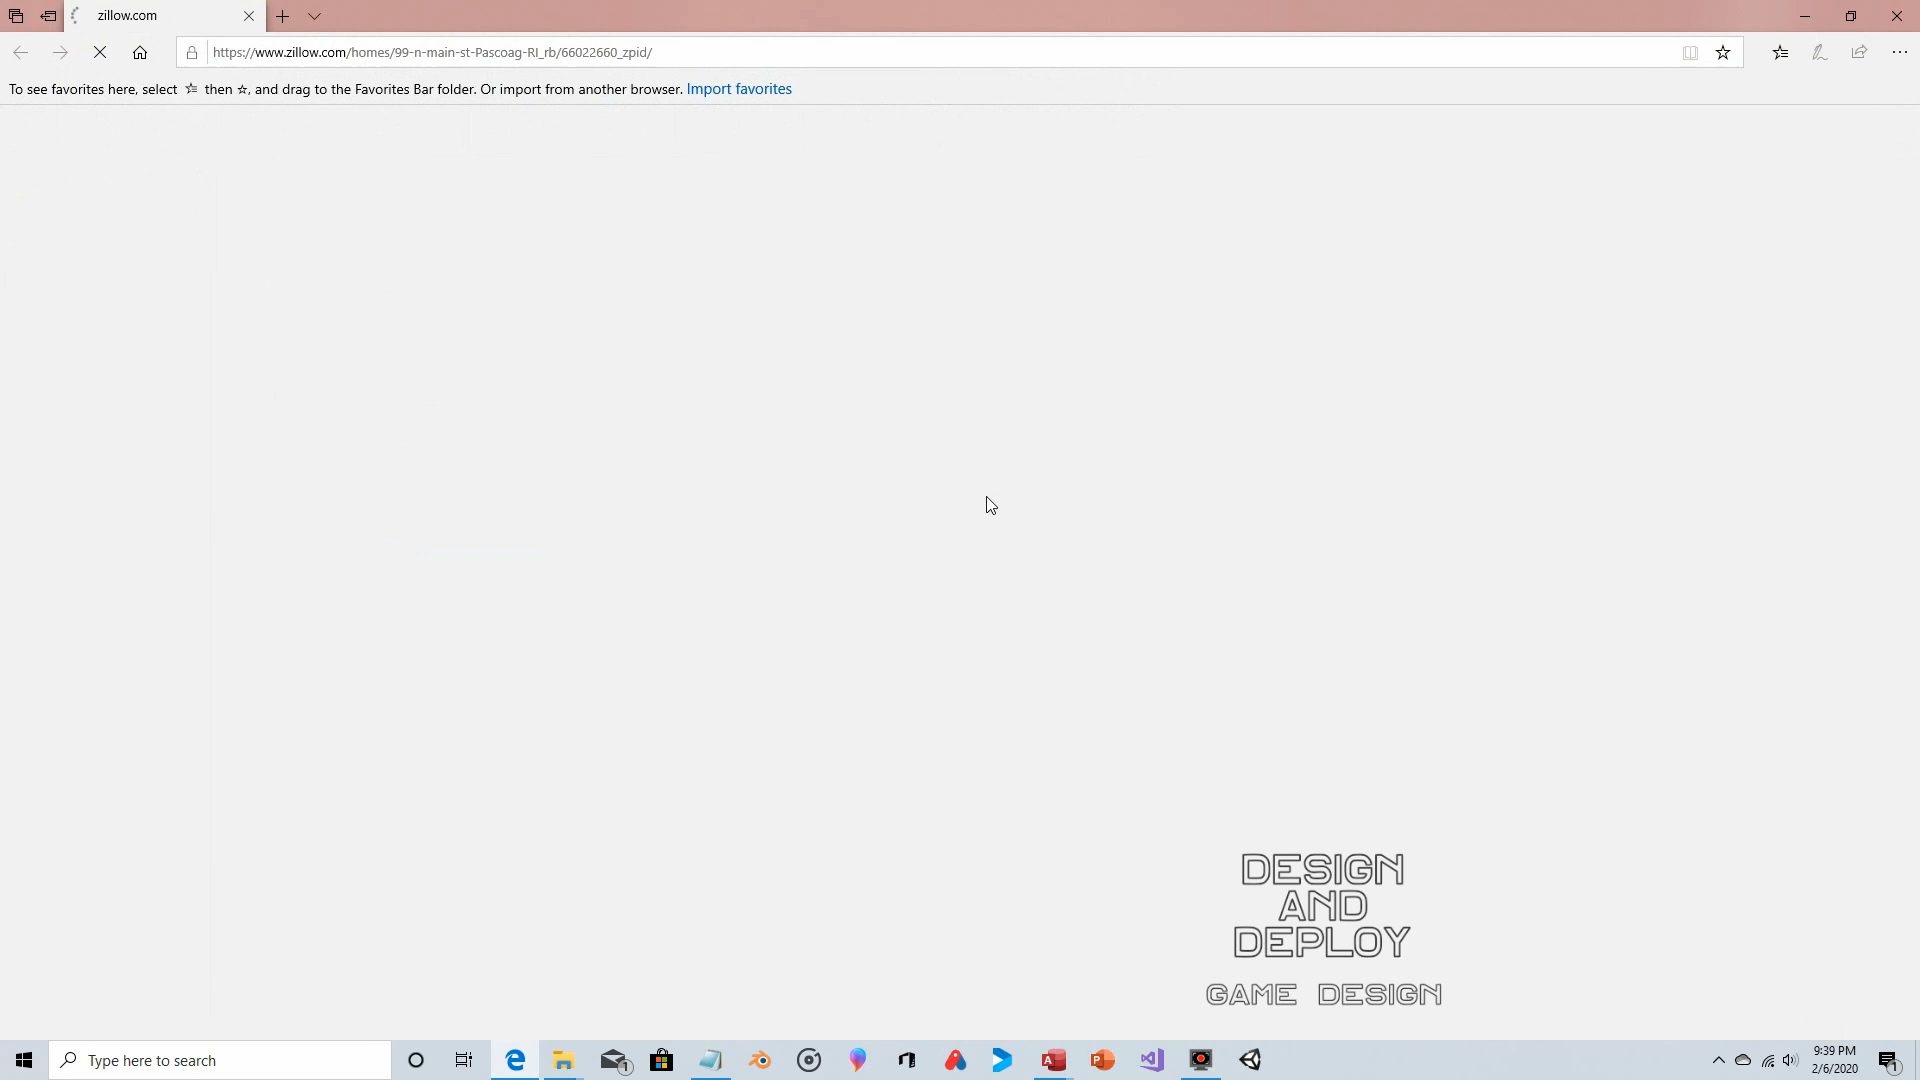 zillow.com
https://www.zillow.com/homes/99-n-main-st-Pascoag-RI_rb/66022660_zpid/
To see favorites here, select then , and drag to the Favorites Bar folder. Or import from another browser. Import favorites
DESIGN
AND
DEPLOY
GAME DESIGN
Type here to search
1
A
P
9:39 PM
2/6/2020
1